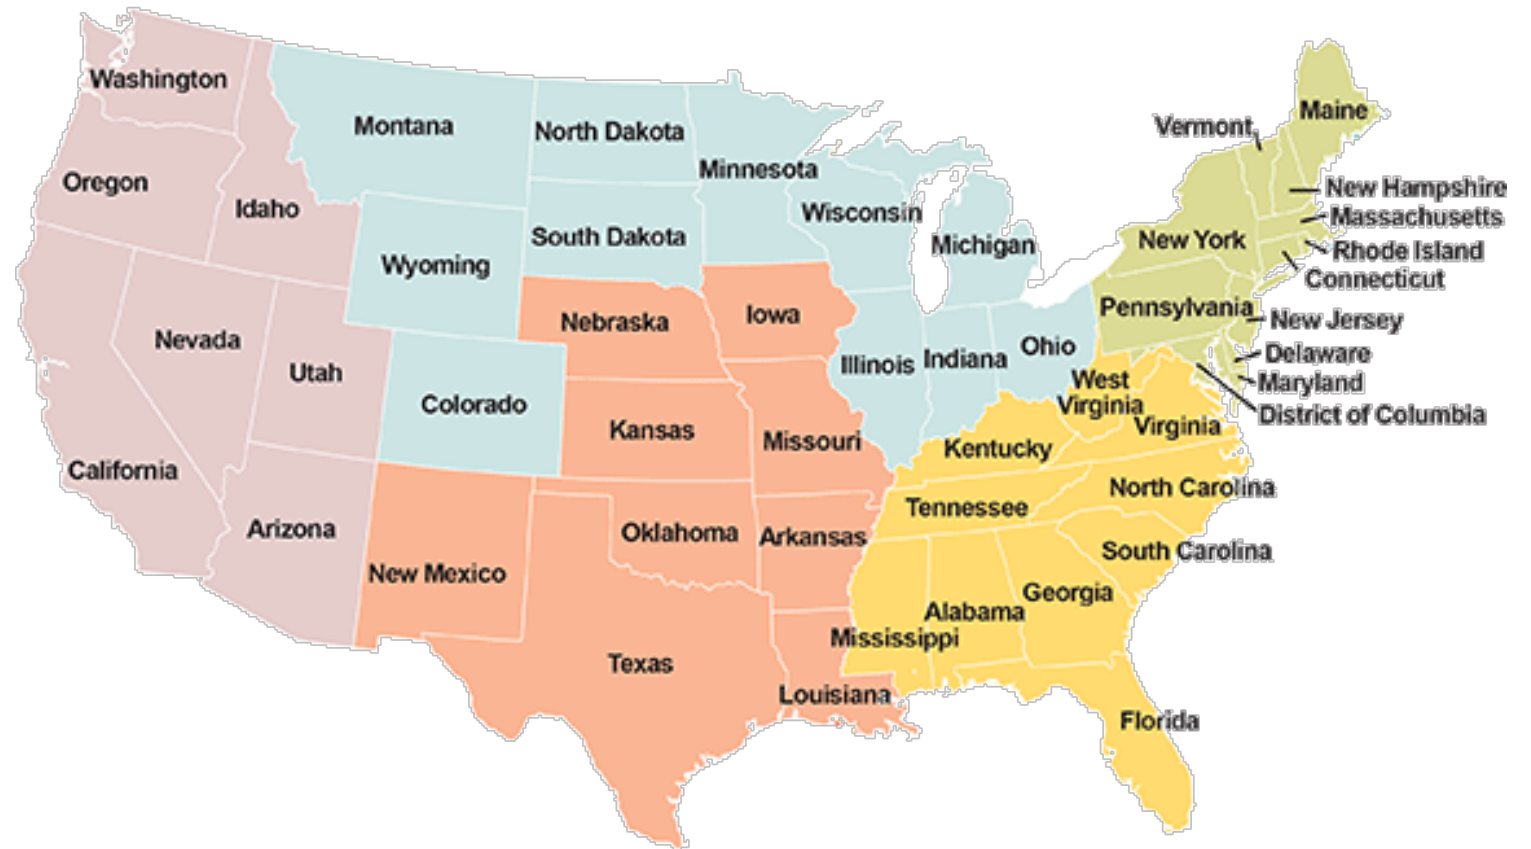 Washington
Oregon
Idaho
Montana
North Dakota
Minnesota
Wisconsin
Michigan
South Dakota
Wyoming
Nevada
Utah
Colorado
California
Arizona
New Mexico
Nebraska
Iowa
Kansas
Missouri
Oklahoma
Arkansas
Texas
Louisiana
Illinois
Indiana
Ohio
West
Virginia
Virginia
Kentucky
Tennessee
North Carolina
South Carolina
Georgia
Alabama
Mississippi
Florida
Maine
Vermont
New Hampshire
Massachusetts
New York
Rhode Island
Connecticut
Pennsylvania
New Jersey
Delaware
Maryland
District of Columbia